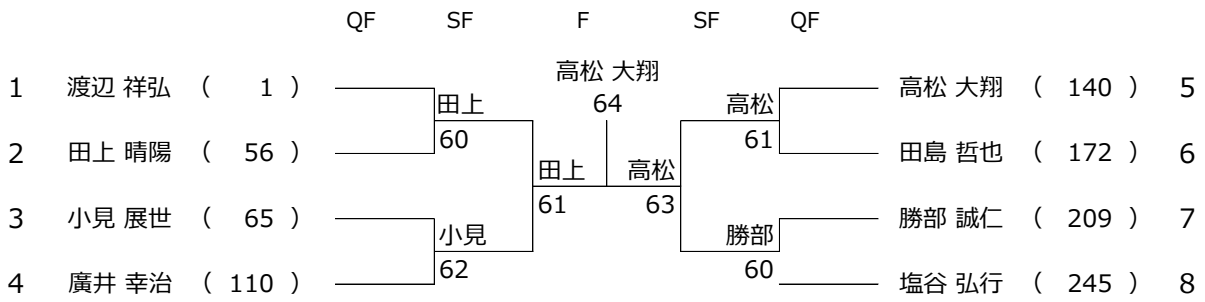 QF SF F SF QF
高松 大翔
1 渡辺 祥弘 ( 1 ) 高松 大翔 ( 140 ) 5
田上 64 高松
60 61
2 田上 晴陽 ( 56 ) 田島 哲也 ( 172 ) 6
田上 高松
61 63
3 小見 展世 ( 65 ) 勝部 誠仁 ( 209 ) 7
小見 勝部
62 60
4 廣井 幸治 ( 110 ) 塩谷 弘行 ( 245 ) 8